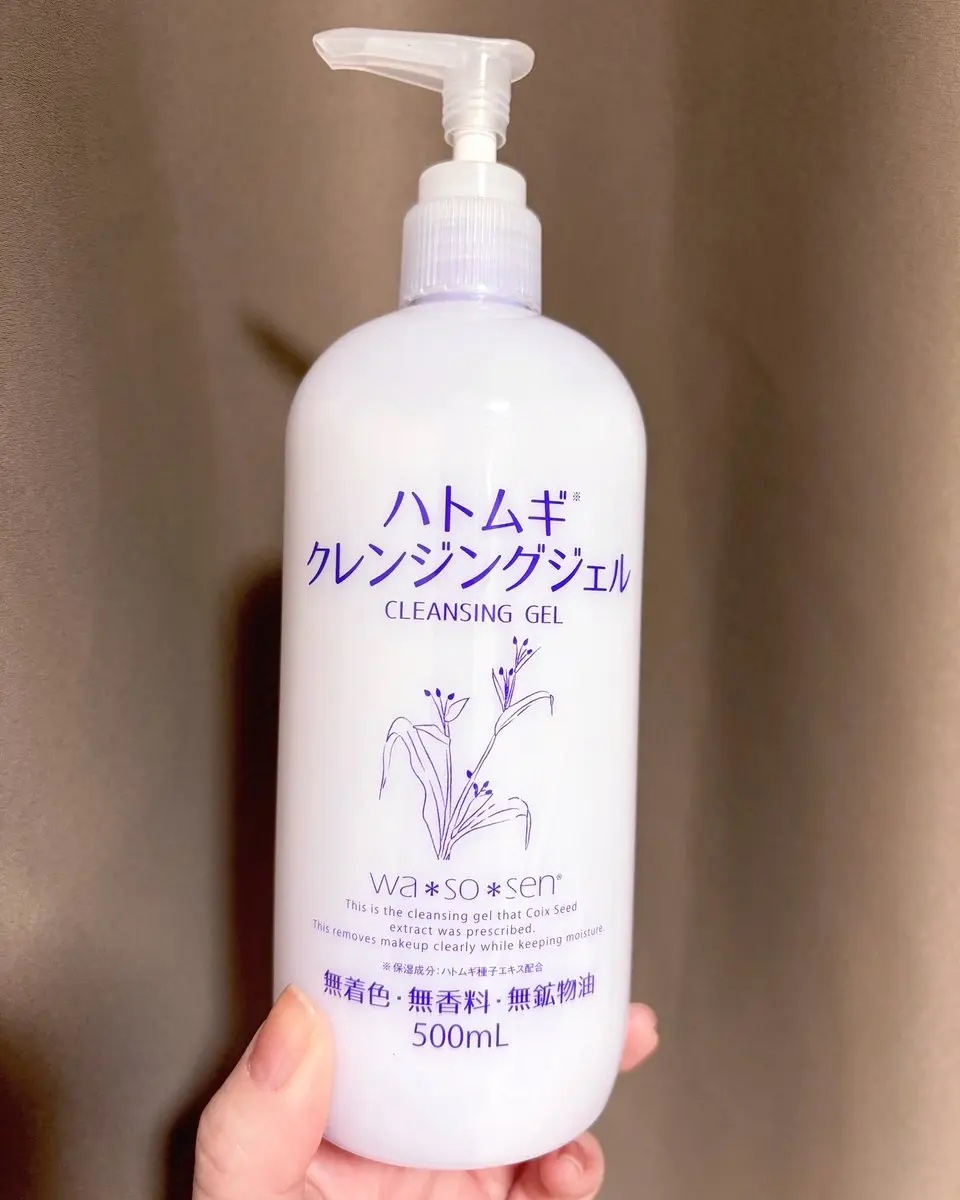 ハトムギ※
クレンジングジェル
CLEANSING GEL
wa*so*sen®
This is the cleansing gel that Coix Seed
extract was prescribed.
This removes makeup clearly while keeping moisture.
※保湿成分:ハトムギ種子エキス配合
無着色・無香料・無鉱物油
500mL